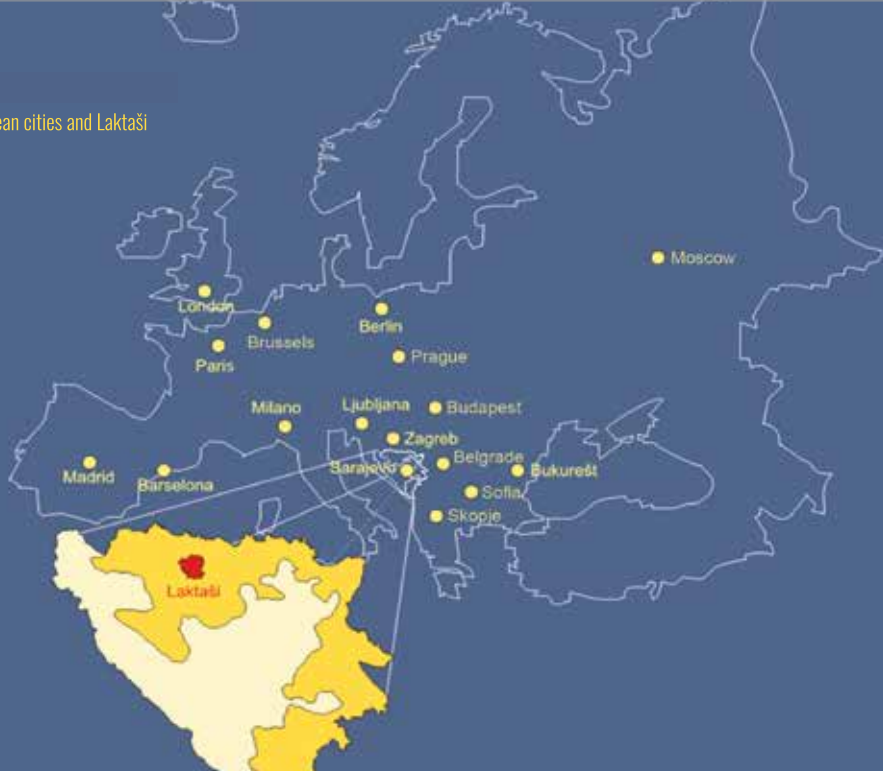 ean cities and Laktaši
Moscow
London
Berlin
Brussels
Paris
Prague
Milano
Ljubljana
Budapest
Zagreb
Belgrade
Sarajevo
Bukurešt
Madrid
Barselona
Sofia
Skopje
Laktaši